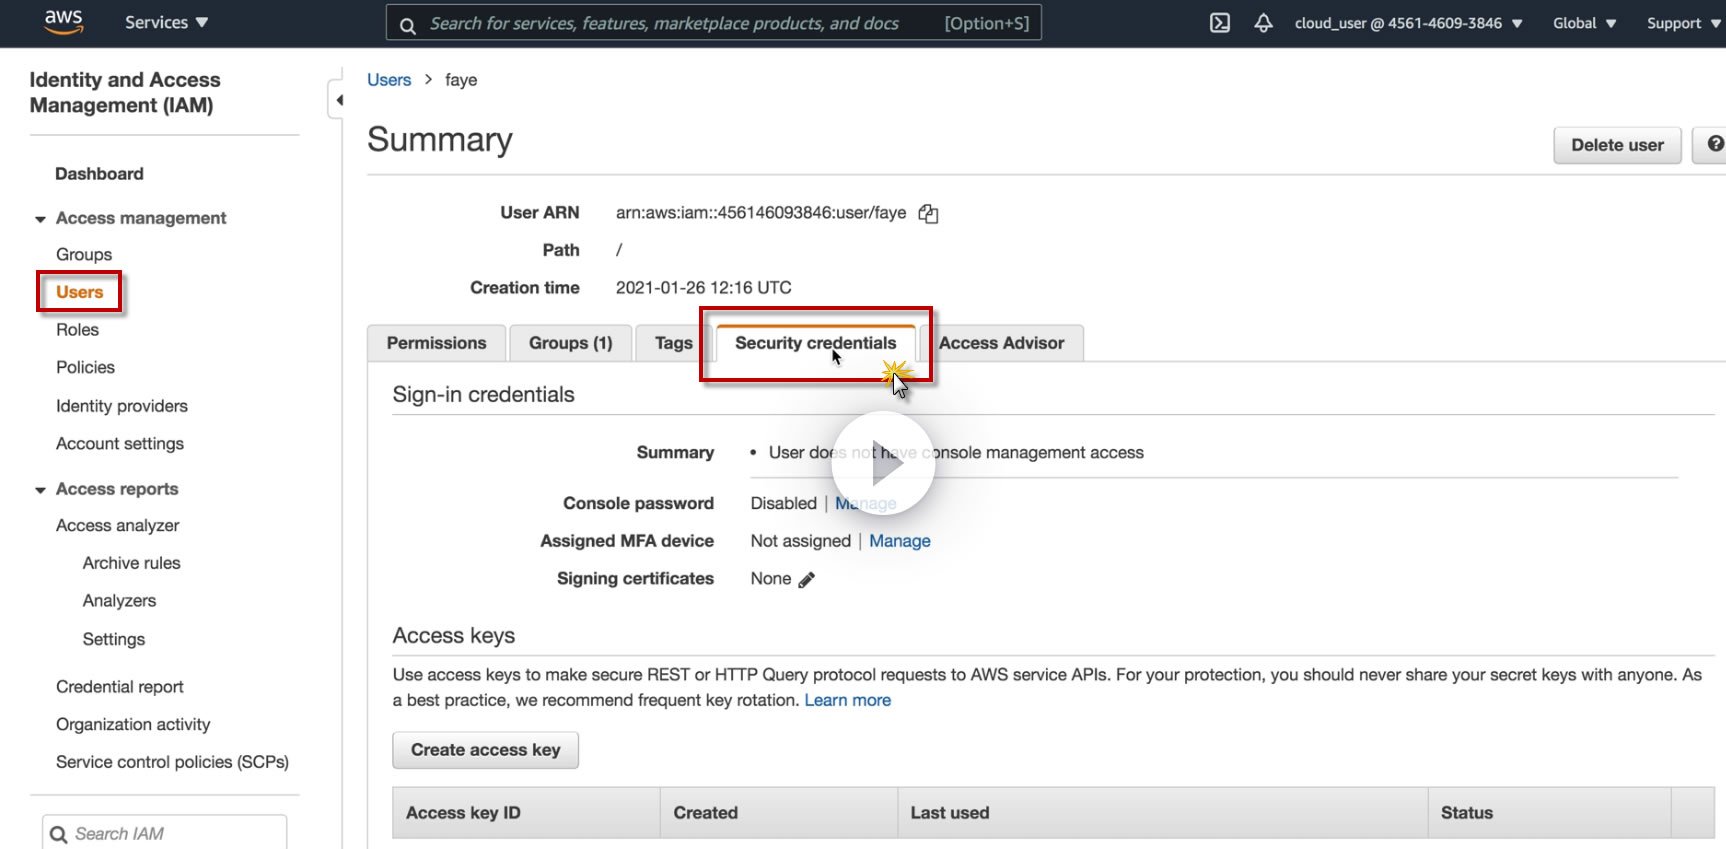 aws Services Search for services, features, marketplace products, and docs [Option+S] cloud_user @ 4561-4609-3846 Global Support
Identity and Access
Management (IAM)
Dashboard
Access management
Groups
Users
Roles
Policies
Identity providers
Account settings
Access reports
Access analyzer
Archive rules
Analyzers
Settings
Credential report
Organization activity
Service control policies (SCPs)
Search IAM
Users > faye
Summary
Delete user
User ARN arn:aws:iam::456146093846:user/faye
Path /
Creation time 2021-01-26 12:16 UTC
Permissions Groups (1) Tags Security credentials Access Advisor
Sign-in credentials
Summary • User does not have console management access
Console password Disabled | Manage
Assigned MFA device Not assigned | Manage
Signing certificates None
Access keys
Use access keys to make secure REST or HTTP Query protocol requests to AWS service APIs. For your protection, you should never share your secret keys with anyone. As
a best practice, we recommend frequent key rotation. Learn more
Create access key
Access key ID Created Last used Status